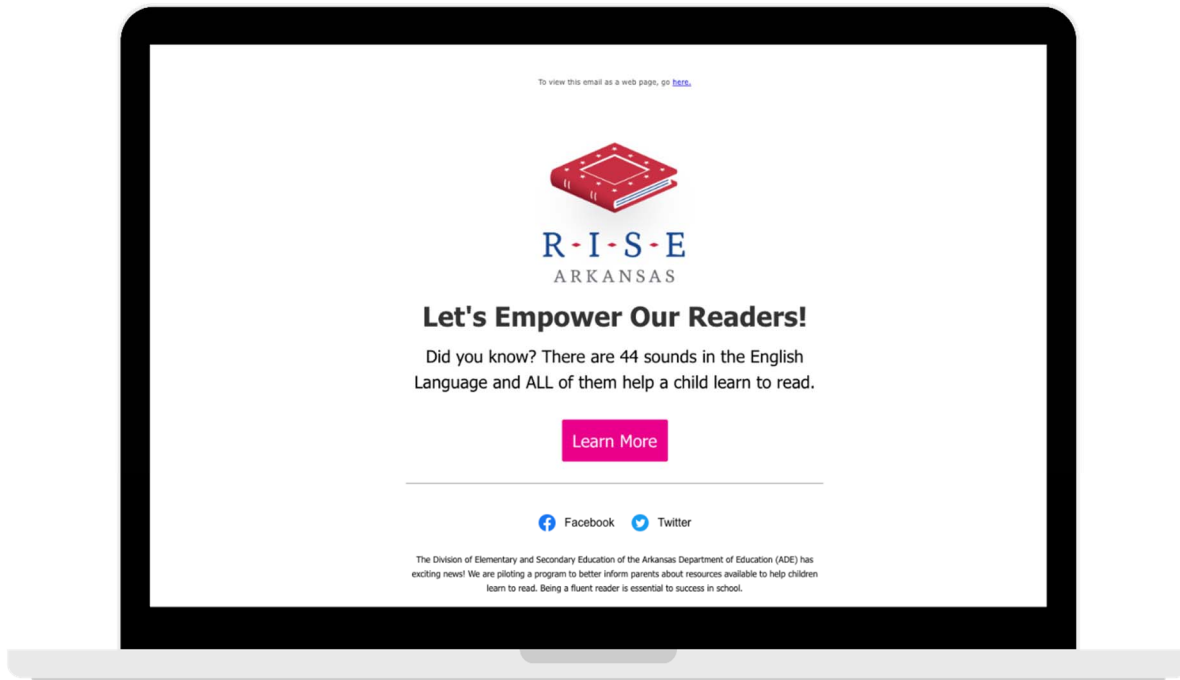 To view this email as a web page, go here.
R·I·S·E
ARKANSAS
Let's Empower Our Readers!
Did you know? There are 44 sounds in the English
Language and ALL of them help a child learn to read.
Learn More
Facebook Twitter
The Division of Elementary and Secondary Education of the Arkansas Department of Education (ADE) has
exciting news! We are piloting a program to better inform parents about resources available to help children
learn to read. Being a fluent reader is essential to success in school.